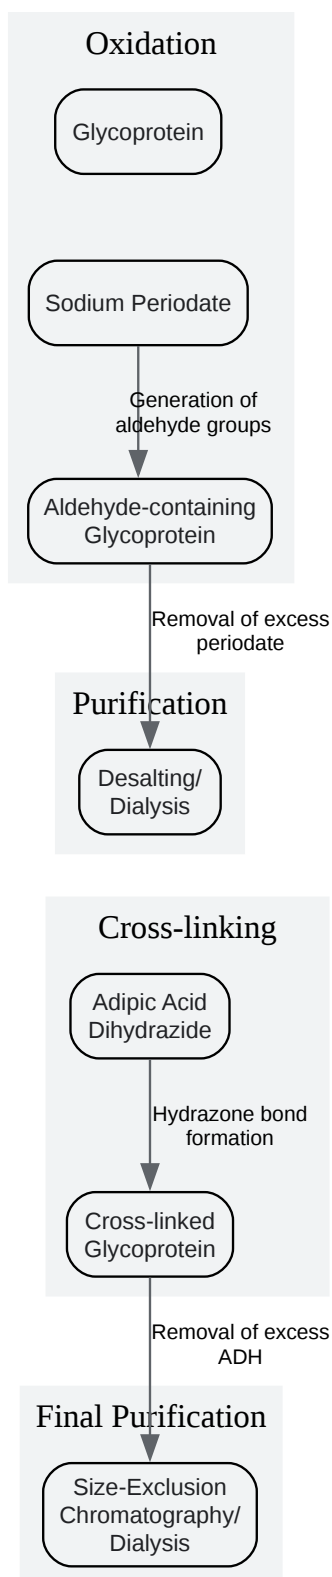 Oxidation
Glycoprotein
Sodium Periodate
Generation of
aldehyde groups
Aldehyde-containing
Glycoprotein
Removal of excess
periodate
Purification
Desalting/
Dialysis
Cross-linking
Adipic Acid
Dihydrazide
Hydrazone bond
formation
Cross-linked
Glycoprotein
Removal of excess
ADH
Final Purification
Size-Exclusion
Chromatography/
Dialysis